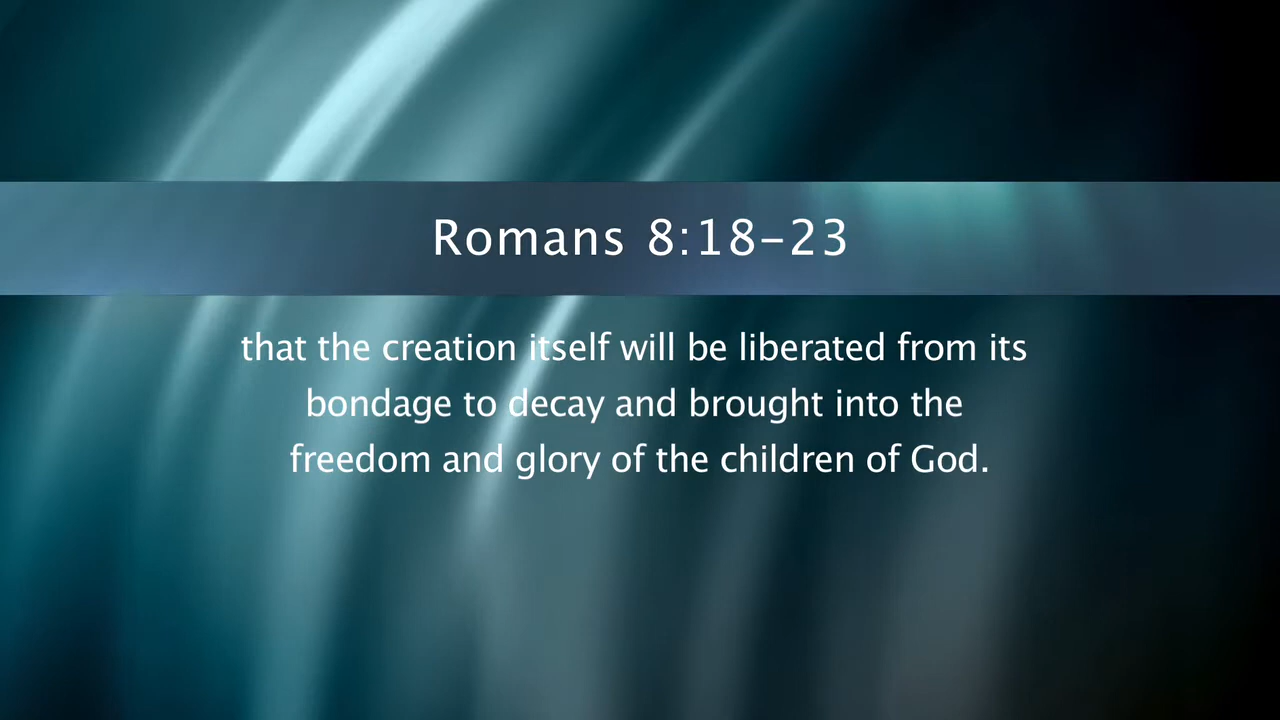 Romans 8:18–23
that the creation itself will be liberated from its
bondage to decay and brought into the
freedom and glory of the children of God.